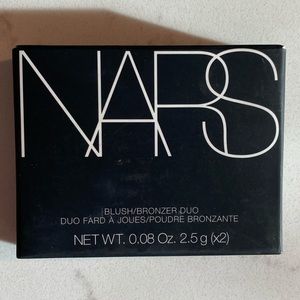 NARS
BLUSH/BRONZER DUO
DUO FARD À JOUES/POUDRE BRONZANTE
NET WT. 0.08 Oz. 2.5 g (x2)